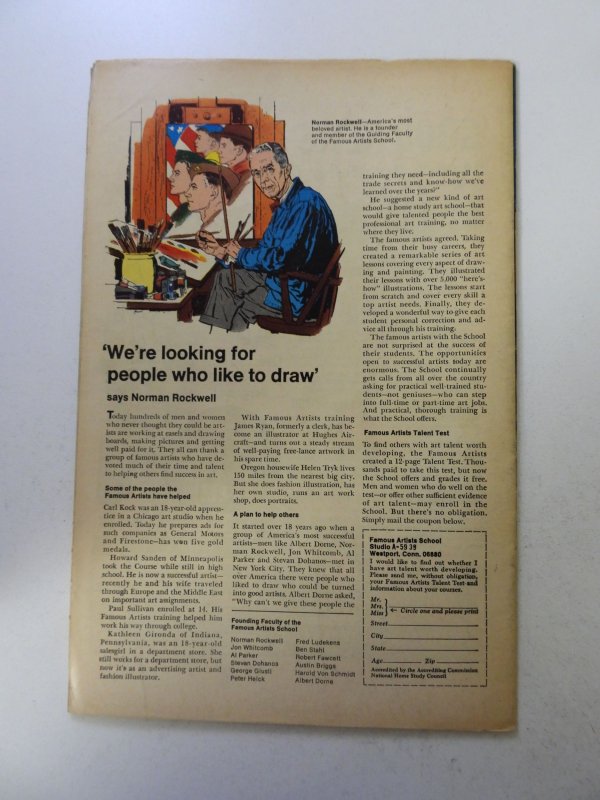 Norman Rockwell—America's most
beloved artist. He is a founder
and member of the Guiding Faculty
of the Famous Artists School.
'We're looking for
people who like to draw'
says Norman Rockwell
Today hundreds of men and women
who never thought they could be art-
ists are working at easels and drawing
boards, making pictures and getting
well paid for it. They all can thank a
group of famous artists who have de-
voted much of their time and talent
to helping others find success in art.
Some of the people the
Famous Artists have helped
Carl Kock was an 18-year-old appren-
tice in a Chicago art studio when he
enrolled. Today he prepares ads for
such companies as General Motors
and Firestone—has won five gold
medals.
Howard Sanden of Minneapolis
took the Course while still in high
school. He is now a successful artist—
recently he and his wife traveled
through Europe and the Middle East
on important art assignments.
Paul Sullivan enrolled at 14. His
Famous Artists training helped him
work his way through college.
Kathleen Gironda of Indiana,
Pennsylvania, was an 18-year-old
salesgirl in a department store. She
still works for a department store, but
now it's as an advertising artist and
fashion illustrator.
With Famous Artists training
James Ryan, formerly a clerk, has be-
come an illustrator at Hughes Air-
craft—and turns out a steady stream
of well-paying free-lance artwork in
his spare time.
Oregon housewife Helen Tryk lives
150 miles from the nearest big city.
But she does fashion illustration, has
her own studio, runs an art work
shop, does portraits.
A plan to help others
It started over 18 years ago when a
group of America's most successful
artists—men like Albert Dorne, Nor-
man Rockwell, Jon Whitcomb, Al
Parker and Stevan Dohanos—met in
New York City. They knew that all
over America there were people who
liked to draw who could be turned
into good artists. Albert Dorne asked,
"Why can't we give these people the
Founding Faculty of the
Famous Artists School
Norman Rockwell
Jon Whitcomb
Al Parker
Stevan Dohanos
George Giusti
Peter Helck
Fred Ludekens
Ben Stahl
Robert Fawcett
Austin Briggs
Harold Von Schmidt
Albert Dorne
training they need—including all the
trade secrets and know-how we've
learned over the years?"
He suggested a new kind of art
school—a home study art school—that
would give talented people the best
professional art training, no matter
where they live.
The famous artists agreed. Taking
time from their busy careers, they
created a remarkable series of art
lessons covering every aspect of draw-
ing and painting. They illustrated
their lessons with over 5,000 "here's-
how" illustrations. The lessons start
from scratch and cover every skill a
top artist needs. Finally, they de-
veloped a wonderful way to give each
student personal correction and ad-
vice all through his training.
The famous artists with the School
are not surprised at the success of
their students. The opportunities
open to successful artists today are
enormous. The School continually
gets calls from all over the country
asking for practical well-trained stu-
dents—not geniuses—who can step
into full-time or part-time art jobs.
And practical, thorough training is
what the School offers.
Famous Artists Talent Test
To find others with art talent worth
developing, the Famous Artists
created a 12-page Talent Test. Thou-
sands paid to take this test, but now
the School offers and grades it free.
Men and women who do well on the
test—or offer other sufficient evidence
of art talent—may enroll in the
School. But there's no obligation.
Simply mail the coupon below.
Famous Artists School
Studio A-5939
Westport, Conn. 06880
I would like to find out whether I
have art talent worth developing.
Please send me, without obligation,
your Famous Artists Talent Test and
information about your courses.
Mr.
Mrs.
Miss
← Circle one and please print
Street
City
State
Age Zip
Accredited by the Accrediting Commission
National Home Study Council